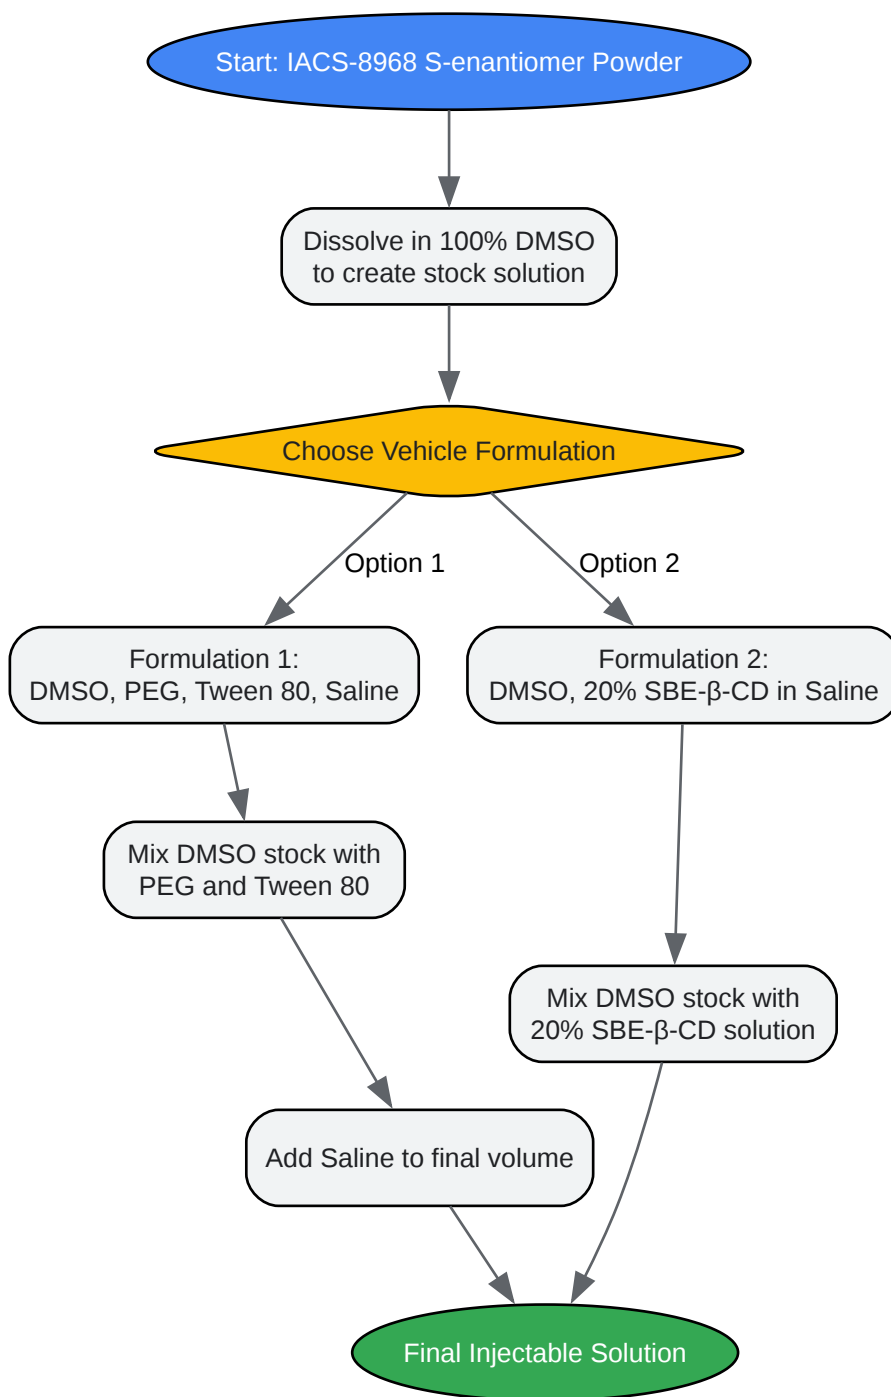 Start: IACS-8968 S-enantiomer Powder
Dissolve in 100% DMSO
to create stock solution
Choose Vehicle Formulation
Option 1
Option 2
Formulation 1:
DMSO, PEG, Tween 80, Saline
Formulation 2:
DMSO, 20% SBE-β-CD in Saline
Mix DMSO stock with
PEG and Tween 80
Mix DMSO stock with
20% SBE-β-CD solution
Add Saline to final volume
Final Injectable Solution